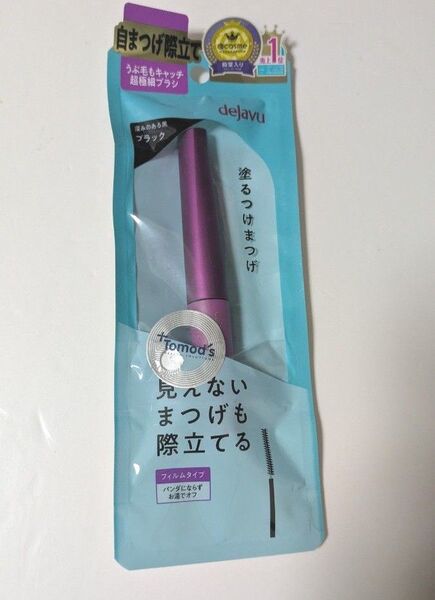 自まつげ際立て
うぶ毛もキャッチ
超極細ブラシ
@cosme
殿堂入り
売上1位
dejavu
深みのある黒
ブラック
塗るつけまつげ
Tomod's
見えない
まつげも
際立てる
フィルムタイプ
パンダにならず
お湯でオフ